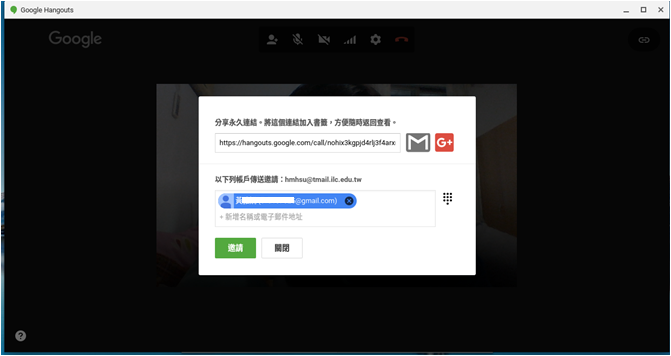 Google Hangouts
Google
分享永久連結。將這個連結加入書籤，方便隨時返回查看。
https://hangouts.google.com/call/nohix3kgpjd4rlj3f4arx
G+
以下列帳戶傳送邀請：hmhsu@tmail.ilc.edu.tw
@gmail.com)
+ 新增名稱或電子郵件地址
邀請
關閉